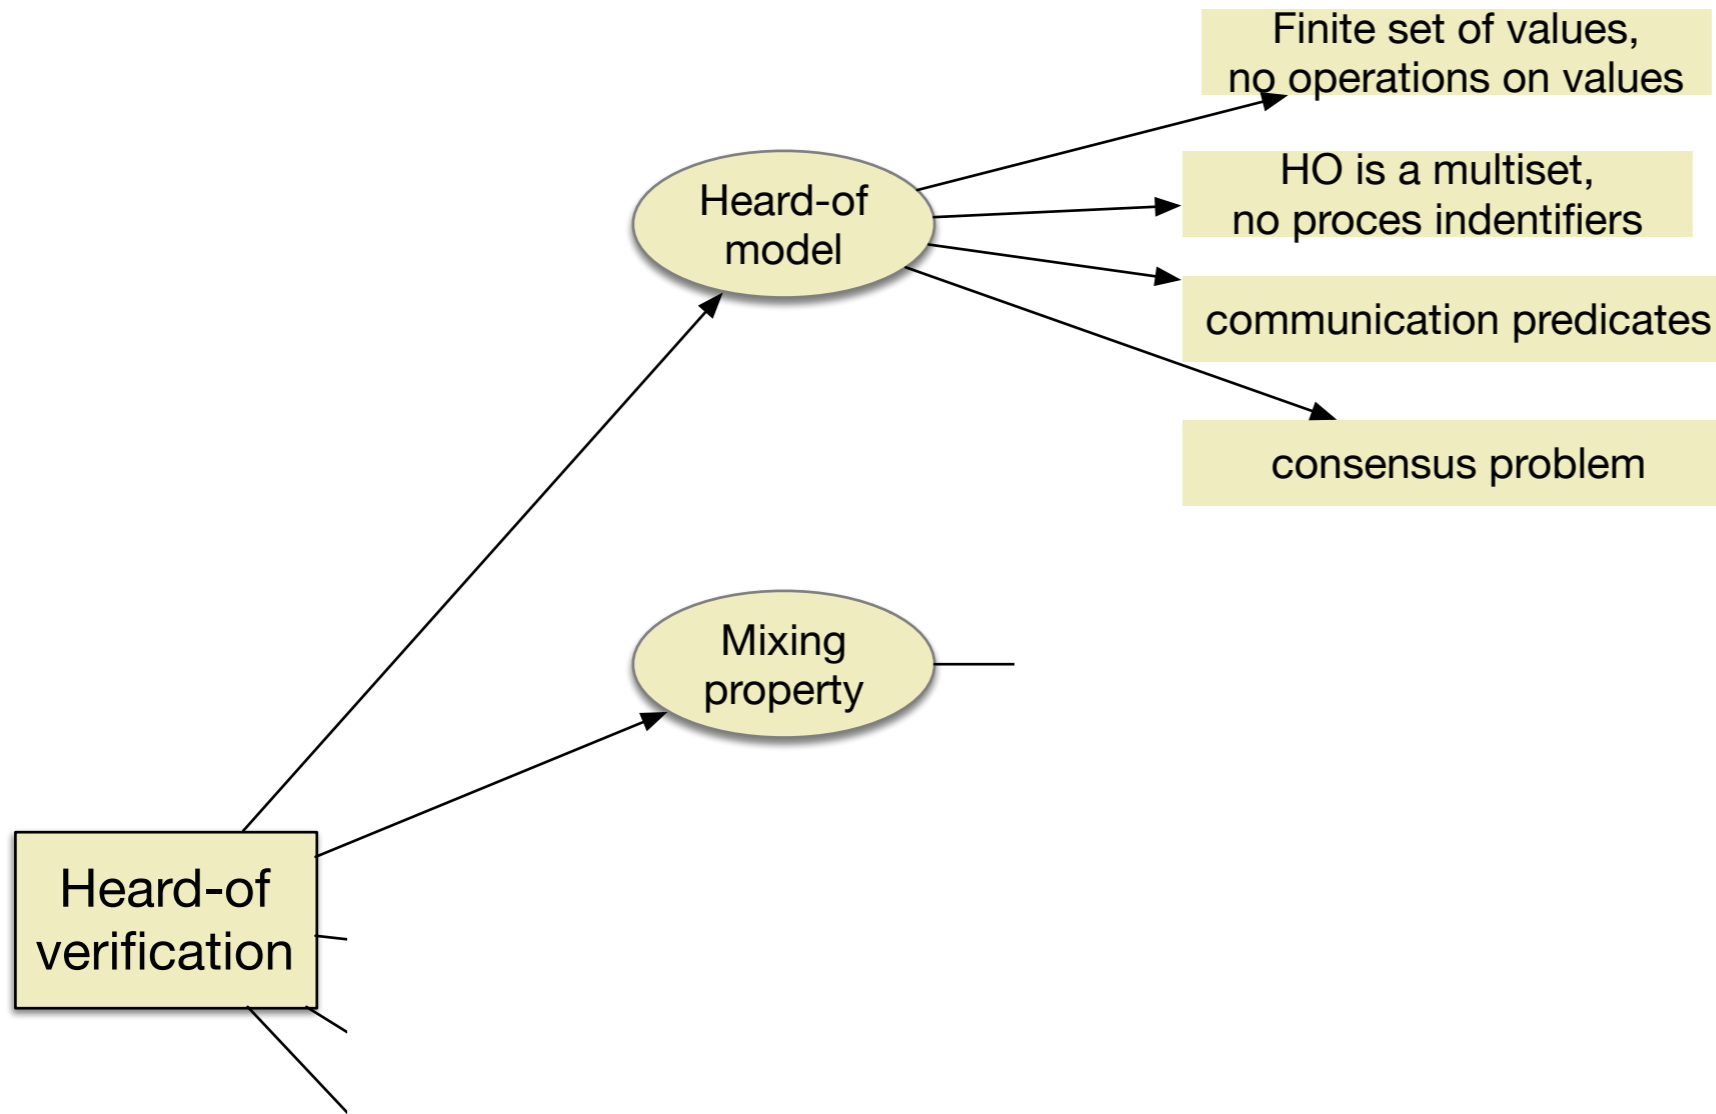 Finite set of values,
no operations on values
HO is a multiset,
no proces indentifiers
communication predicates
consensus problem
Heard-of
model
Mixing
property
Heard-of
verification